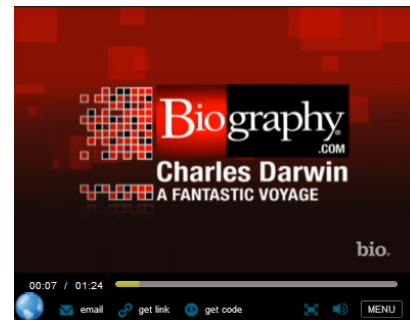 Biography.
.COM
Charles Darwin
A FANTASTIC VOYAGE
bio.
00:07 / 01:24
email get link get code MENU